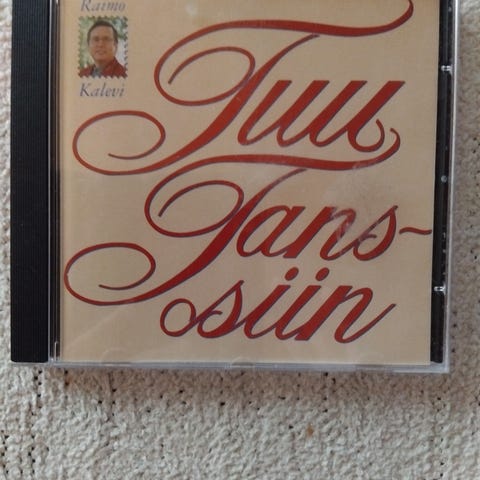 Raimo
Kalevi
Tuu
Tans-
siin